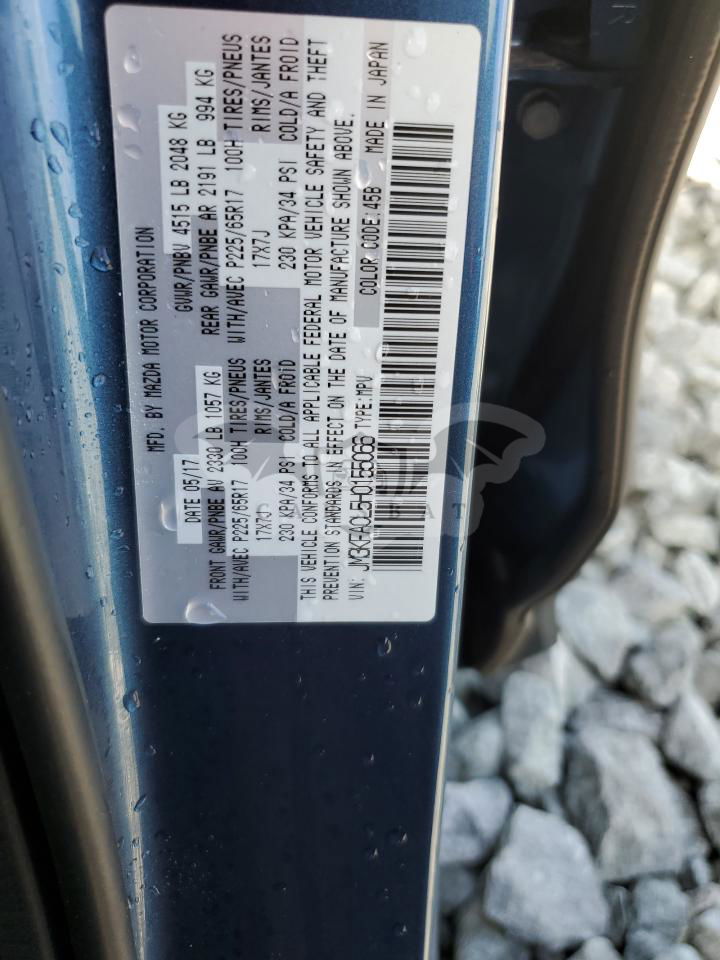 MFD. BY MAZDA MOTOR CORPORATION
DATE 05/17 GVWR/PNBV 4515 LB 2048 KG
FRONT GAWR/PNBE AV 2330 LB 1057 KG REAR GAWR/PNBE AR 2191 LB 994 KG
WITH/AVEC P225/65R17 100H TIRES/PNEUS WITH/AVEC P225/65R17 100H TIRES/PNEUS
17X7J RIMS/JANTES 17X7J RIMS/JANTES
230 KPA/34 PSI COLD/A FROID 230 KPA/34 PSI COLD/A FROID
THIS VEHICLE CONFORMS TO ALL APPLICABLE FEDERAL MOTOR VEHICLE SAFETY AND THEFT
PREVENTION STANDARDS IN EFFECT ON THE DATE OF MANUFACTURE SHOWN ABOVE.
VIN: JM3KFACL5H0155066 TYPE:MPV COLOR CODE:45B MADE IN JAPAN